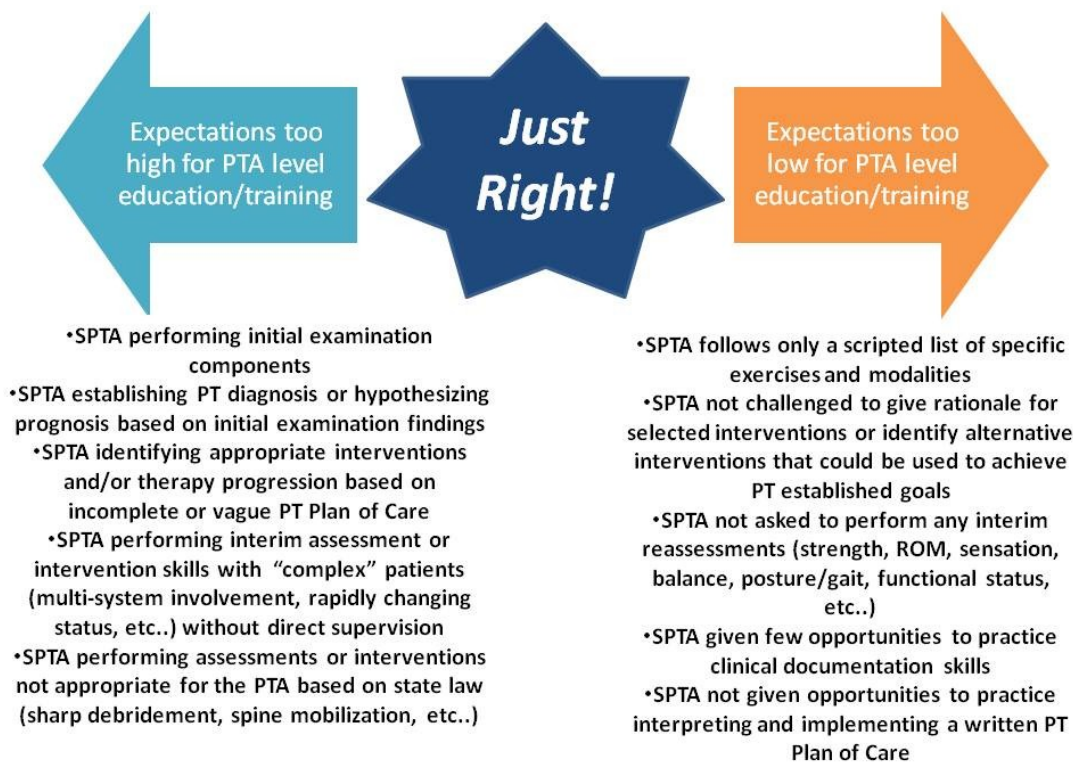 Expectations too
high for PTA level
education/training
Just
Right!
Expectations too
low for PTA level
education/training
•SPTA performing initial examination
components
•SPTA establishing PT diagnosis or hypothesizing
prognosis based on initial examination findings
•SPTA identifying appropriate interventions
and/or therapy progression based on
incomplete or vague PT Plan of Care
•SPTA performing interim assessment or
intervention skills with “complex” patients
(multi-system involvement, rapidly changing
status, etc..) without direct supervision
•SPTA performing assessments or interventions
not appropriate for the PTA based on state law
(sharp debridement, spine mobilization, etc..)
•SPTA follows only a scripted list of specific
exercises and modalities
•SPTA not challenged to give rationale for
selected interventions or identify alternative
interventions that could be used to achieve
PT established goals
•SPTA not asked to perform any interim
reassessments (strength, ROM, sensation,
balance, posture/gait, functional status,
etc..)
•SPTA given few opportunities to practice
clinical documentation skills
•SPTA not given opportunities to practice
interpreting and implementing a written PT
Plan of Care